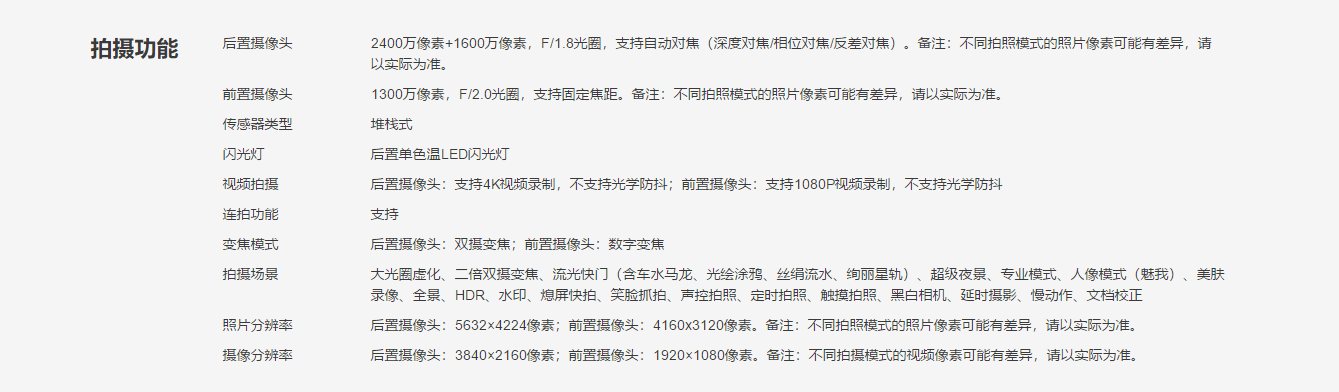 拍摄功能
后置摄像头 2400万像素+1600万像素，F/1.8光圈，支持自动对焦（深度对焦/相位对焦/反差对焦）。备注：不同拍照模式的照片像素可能有差异，请
以实际为准。
前置摄像头 1300万像素，F/2.0光圈，支持固定焦距。备注：不同拍照模式的照片像素可能有差异，请以实际为准。
传感器类型 堆栈式
闪光灯 后置单色温LED闪光灯
视频拍摄 后置摄像头：支持4K视频录制，不支持光学防抖；前置摄像头：支持1080P视频录制，不支持光学防抖
连拍功能 支持
变焦模式 后置摄像头：双摄变焦；前置摄像头：数字变焦
拍摄场景 大光圈虚化、二倍双摄变焦、流光快门（含车水马龙、光绘涂鸦、丝绢流水、绚丽星轨）、超级夜景、专业模式、人像模式（魅我）、美肤
录像、全景、HDR、水印、熄屏快拍、笑脸抓拍、声控拍照、定时拍照、触摸拍照、黑白相机、延时摄影、慢动作、文档校正
照片分辨率 后置摄像头：5632×4224像素；前置摄像头：4160x3120像素。备注：不同拍照模式的照片像素可能有差异，请以实际为准。
摄像分辨率 后置摄像头：3840×2160像素；前置摄像头：1920×1080像素。备注：不同拍摄模式的视频像素可能有差异，请以实际为准。